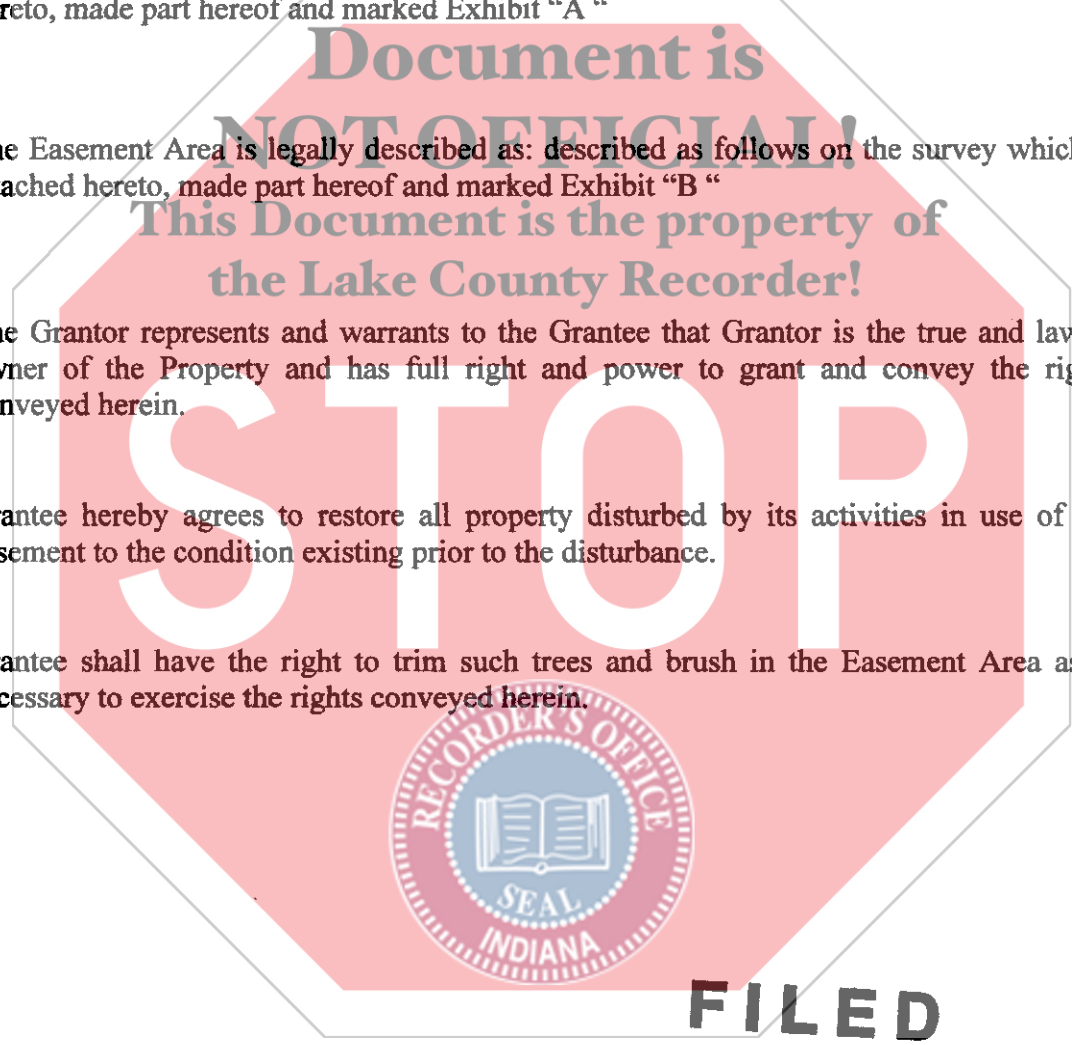 reto, made part hereof and marked Exhibit “A “
Document is
NOT OFFICIAL!
ne Easement Area is legally described as: described as follows on the survey which
ached hereto, made part hereof and marked Exhibit “B “
This Document is the property of
the Lake County Recorder!
ne Grantor represents and warrants to the Grantee that Grantor is the true and law
vner of the Property and has full right and power to grant and convey the rig
nveyed herein.
STOP
antee hereby agrees to restore all property disturbed by its activities in use of
sement to the condition existing prior to the disturbance.
antee shall have the right to trim such trees and brush in the Easement Area as
cessary to exercise the rights conveyed herein.
RECORDER'S OFFICE
SEAL
INDIANA
FILED